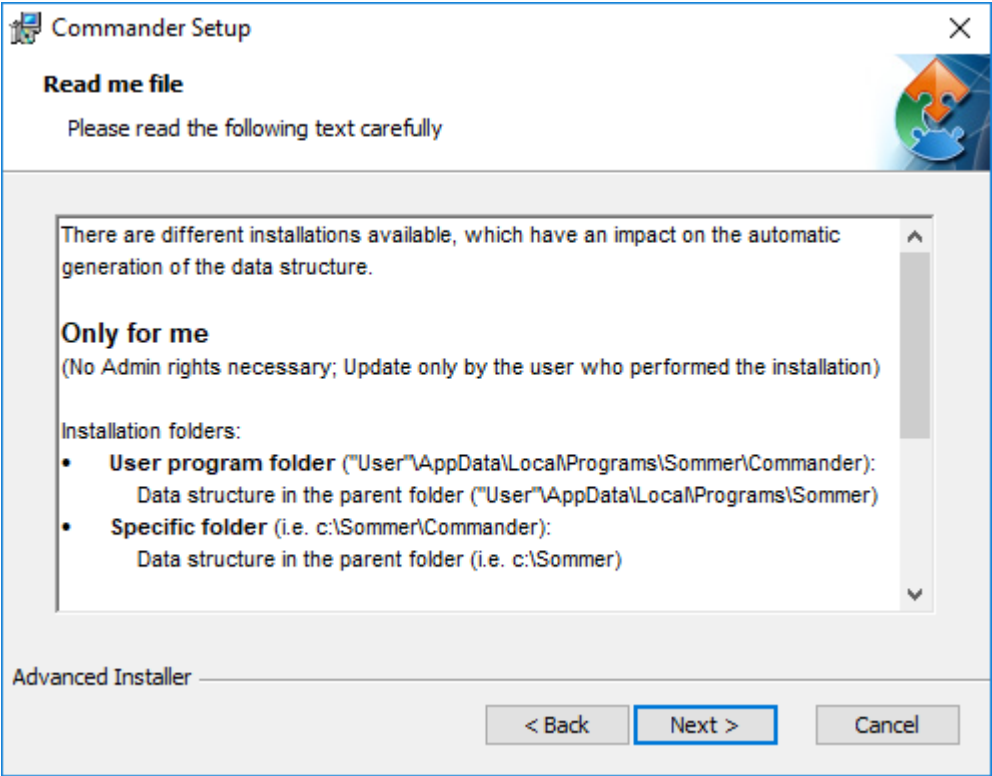 Commander Setup
Read me file
Please read the following text carefully
There are different installations available, which have an impact on the automatic
generation of the data structure.
Only for me
(No Admin rights necessary; Update only by the user who performed the installation)
Installation folders:
• User program folder ("User"\AppData\Local\Programs\Sommer\Commander):
Data structure in the parent folder ("User"\AppData\Local\Programs\Sommer)
• Specific folder (i.e. c:\Sommer\Commander):
Data structure in the parent folder (i.e. c:\Sommer)
Advanced Installer
< Back Next > Cancel